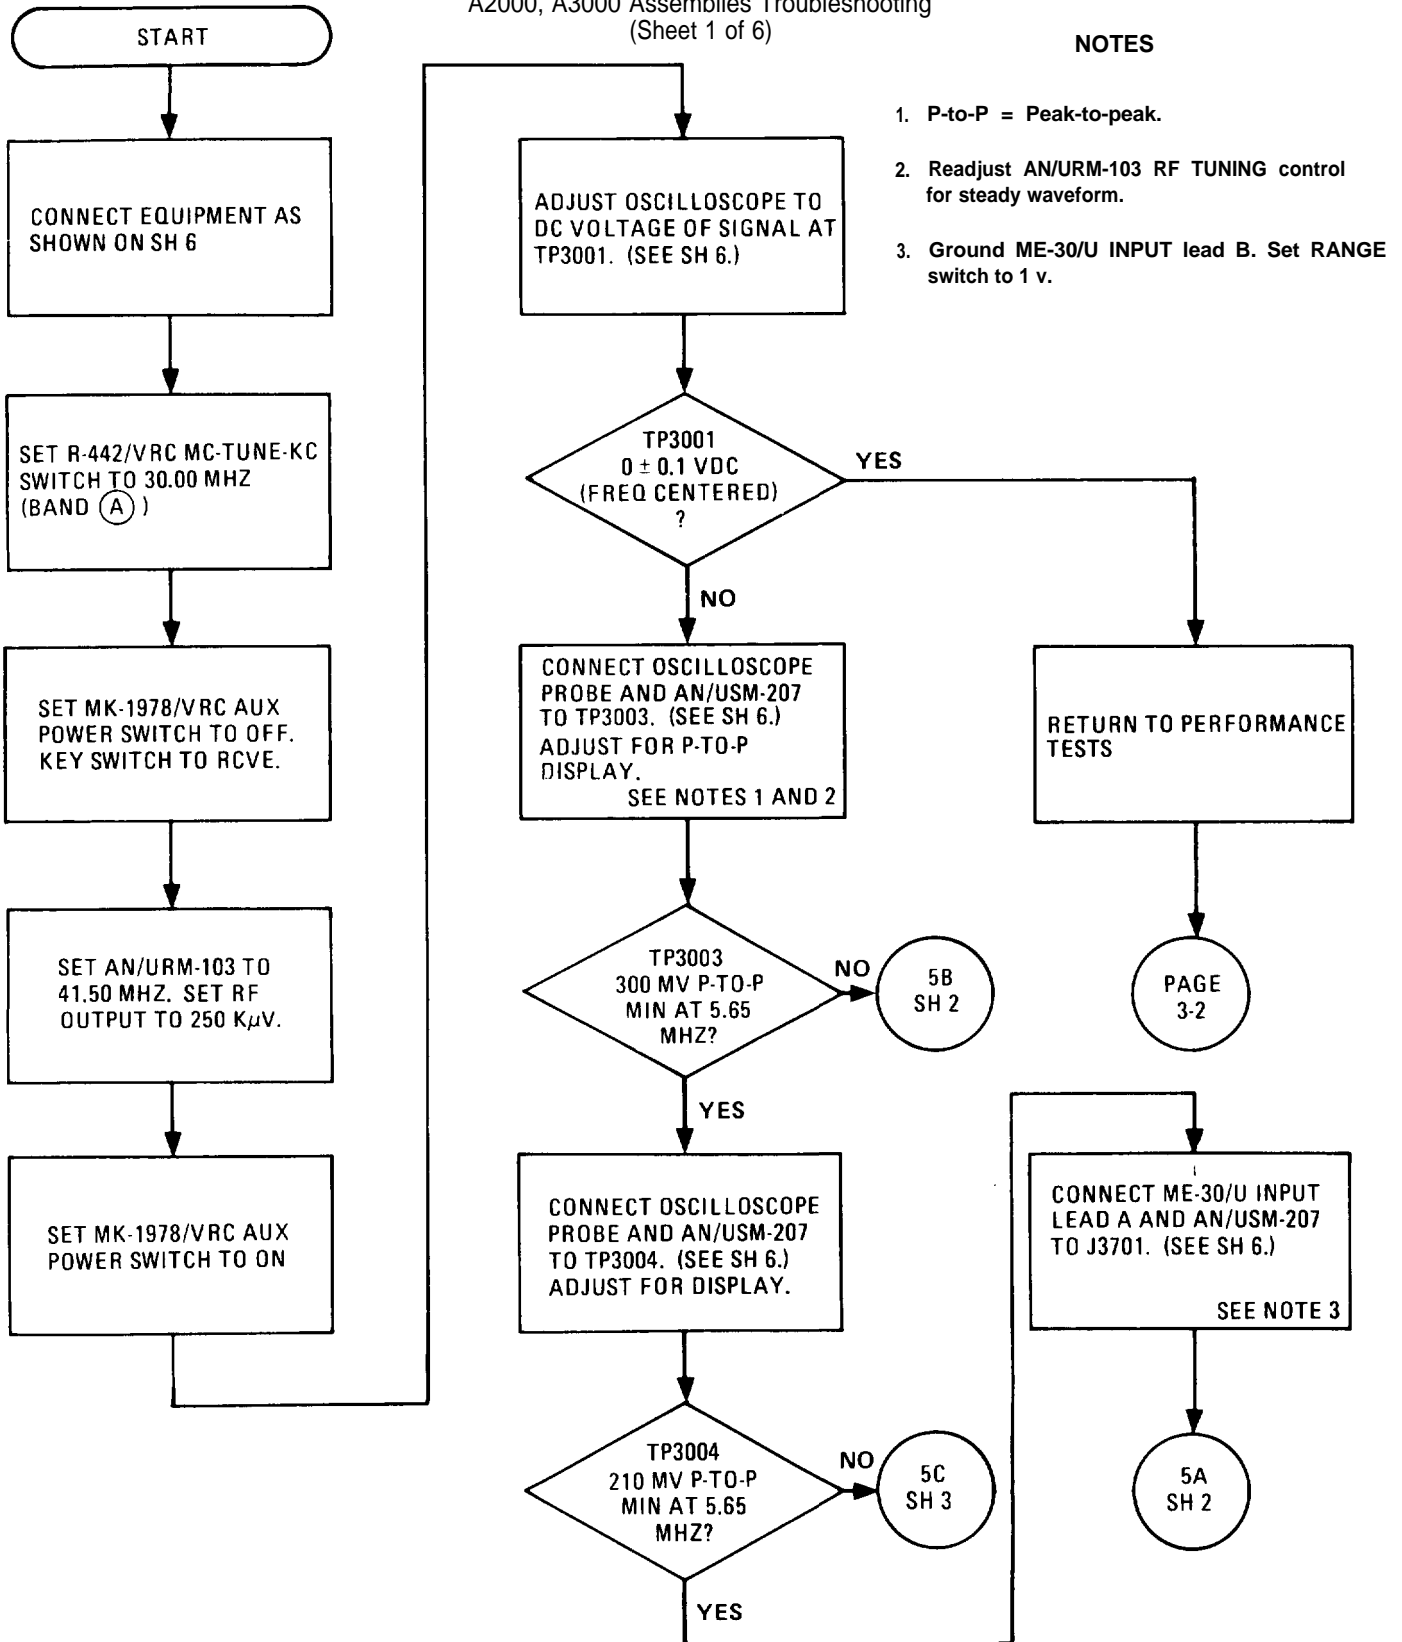 A2000, A3000 Assemblies Troubleshooting
(Sheet 1 of 6)
NOTES
1. P-to-P = Peak-to-peak.
2. Readjust AN/URM-103 RF TUNING control
for steady waveform.
3. Ground ME-30/U INPUT lead B. Set RANGE
switch to 1 v.
START
CONNECT EQUIPMENT AS
SHOWN ON SH 6
SET R-442/VRC MC-TUNE-KC
SWITCH TO 30.00 MHZ
(BAND A )
SET MK-1978/VRC AUX
POWER SWITCH TO OFF.
KEY SWITCH TO RCVE.
SET AN/URM-103 TO
41.50 MHZ. SET RF
OUTPUT TO 250 KμV.
SET MK-1978/VRC AUX
POWER SWITCH TO ON
ADJUST OSCILLOSCOPE TO
DC VOLTAGE OF SIGNAL AT
TP3001. (SEE SH 6.)
TP3001
0 ± 0.1 VDC
(FREQ CENTERED)
?
YES
NO
CONNECT OSCILLOSCOPE
PROBE AND AN/USM-207
TO TP3003. (SEE SH 6.)
ADJUST FOR P-TO-P
DISPLAY.
SEE NOTES 1 AND 2
RETURN TO PERFORMANCE
TESTS
PAGE
3-2
TP3003
300 MV P-TO-P
MIN AT 5.65
MHZ?
NO
5B
SH 2
YES
CONNECT OSCILLOSCOPE
PROBE AND AN/USM-207
TO TP3004. (SEE SH 6.)
ADJUST FOR DISPLAY.
TP3004
210 MV P-TO-P
MIN AT 5.65
MHZ?
NO
5C
SH 3
YES
CONNECT ME-30/U INPUT
LEAD A AND AN/USM-207
TO J3701. (SEE SH 6.)
SEE NOTE 3
5A
SH 2